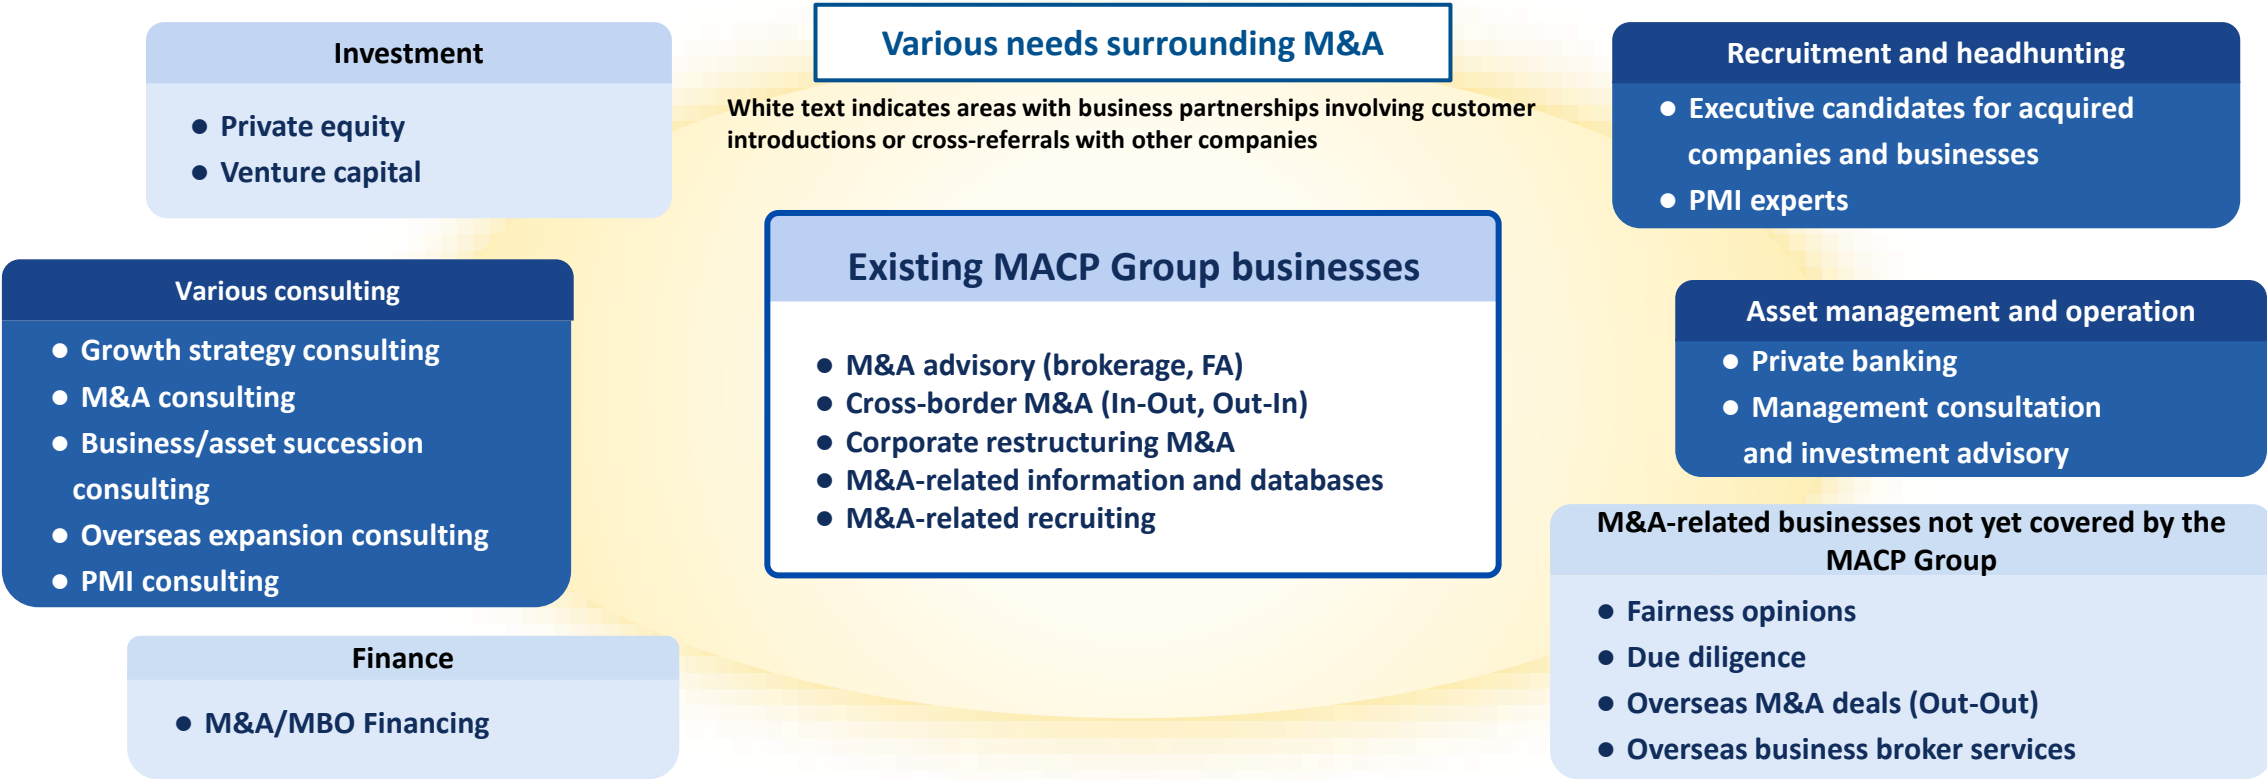 Various needs surrounding M&A
White text indicates areas with business partnerships involving customer
introductions or cross-referrals with other companies
Investment
● Private equity
● Venture capital
Various consulting
● Growth strategy consulting
● M&A consulting
● Business/asset succession
consulting
● Overseas expansion consulting
● PMI consulting
Finance
● M&A/MBO Financing
Existing MACP Group businesses
● M&A advisory (brokerage, FA)
● Cross-border M&A (In-Out, Out-In)
● Corporate restructuring M&A
● M&A-related information and databases
● M&A-related recruiting
Recruitment and headhunting
● Executive candidates for acquired
companies and businesses
● PMI experts
Asset management and operation
● Private banking
● Management consultation
and investment advisory
M&A-related businesses not yet covered by the
MACP Group
● Fairness opinions
● Due diligence
● Overseas M&A deals (Out-Out)
● Overseas business broker services